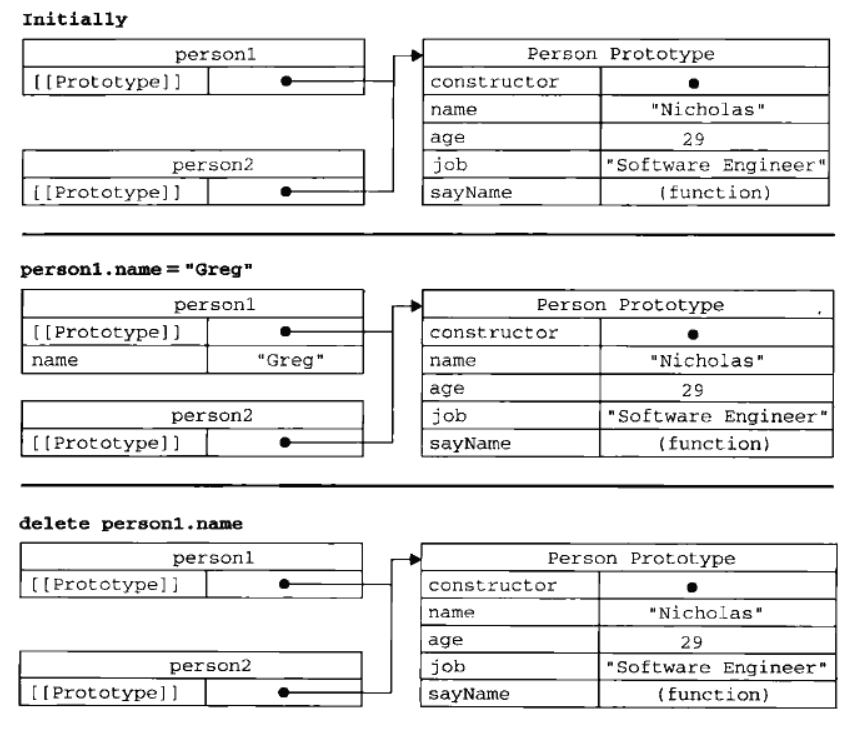 Initially
person1 Person Prototype
[[Prototype]] constructor
name "Nicholas"
age 29
person2 job "Software Engineer"
[[Prototype]] sayName (function)
person1.name = "Greg"
person1 Person Prototype
[[Prototype]] constructor
name "Greg" name "Nicholas"
age 29
person2 job "Software Engineer"
[[Prototype]] sayName (function)
delete person1.name
person1 Person Prototype
[[Prototype]] constructor
name "Nicholas"
age 29
person2 job "Software Engineer"
[[Prototype]] sayName (function)